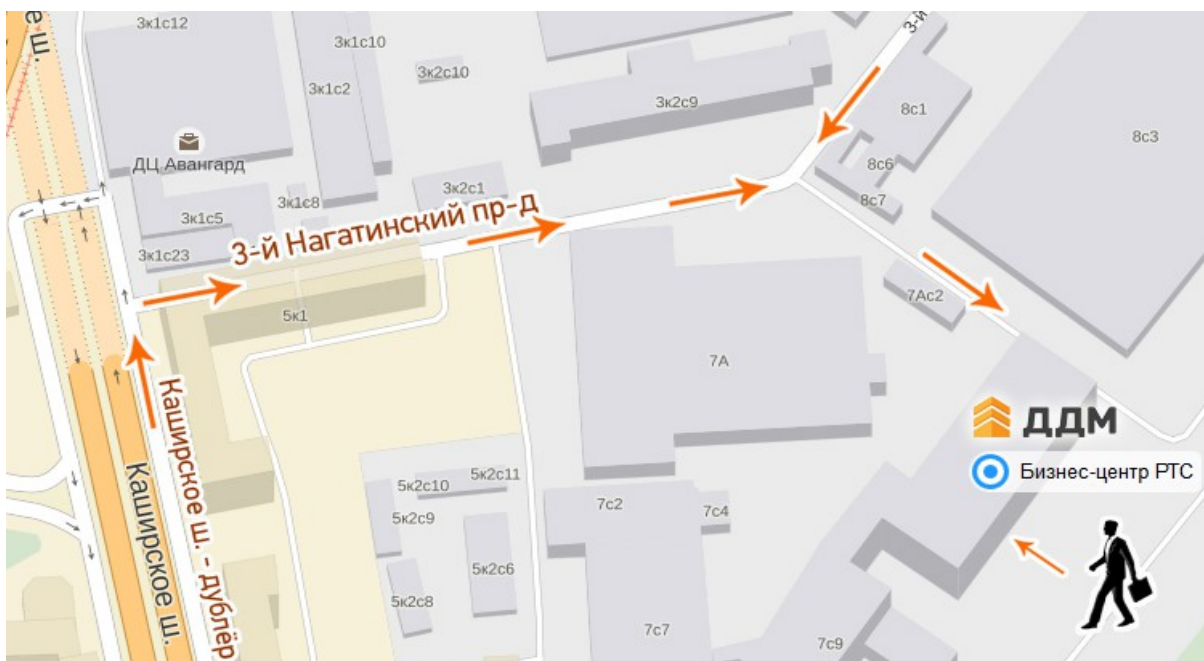 е ш.
3к1с12
3к1с10
3к1с2
3к2с10
3-й
3к2с9
8с1
8с3
ДЦ Авангард
8с6
3к2с1
8с7
3к1с8
3к1с5
3-й Нагатинский пр-д
3к1с23
7Ас2
5к1
7А
ДДМ
Бизнес-центр РТС
Каширское ш. - дублёр
Каширское ш.
5к2с11
5к2с10
5к2с9
7с2
7с4
5к2с6
5к2с8
7с7
7с9